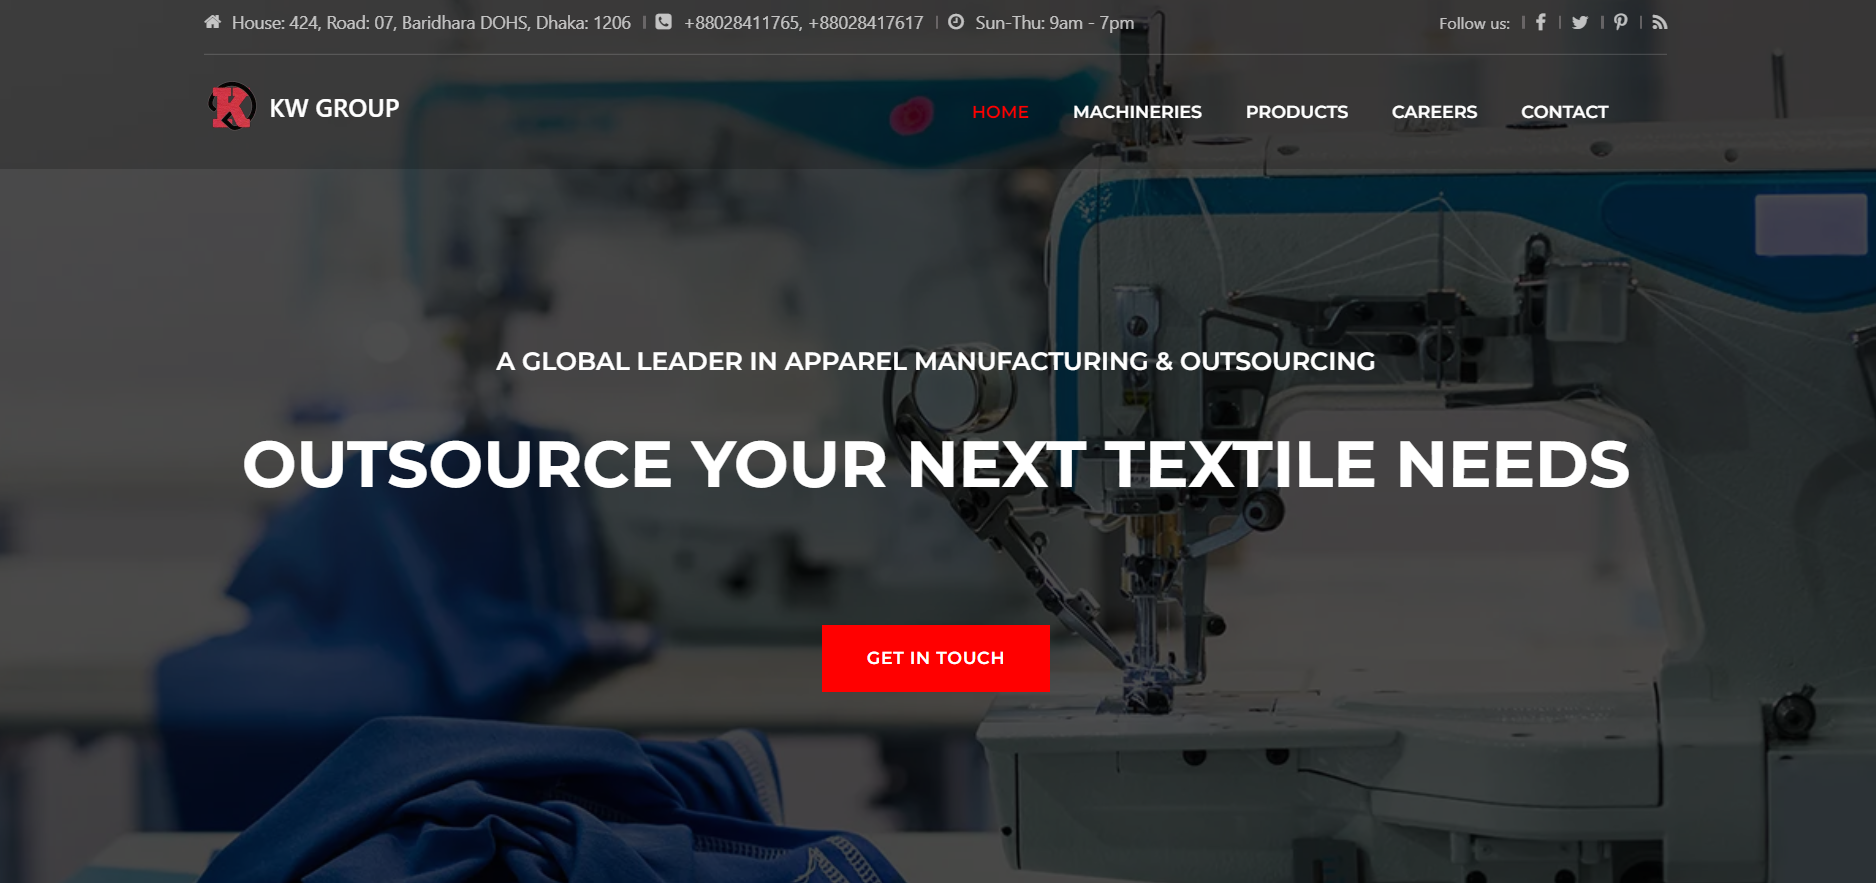 House: 424, Road: 07, Baridhara DOHS, Dhaka: 1206 +88028411765, +88028417617 Sun-Thu: 9am - 7pm Follow us:
KW GROUP HOME MACHINERIES PRODUCTS CAREERS CONTACT
A GLOBAL LEADER IN APPAREL MANUFACTURING & OUTSOURCING
OUTSOURCE YOUR NEXT TEXTILE NEEDS
GET IN TOUCH